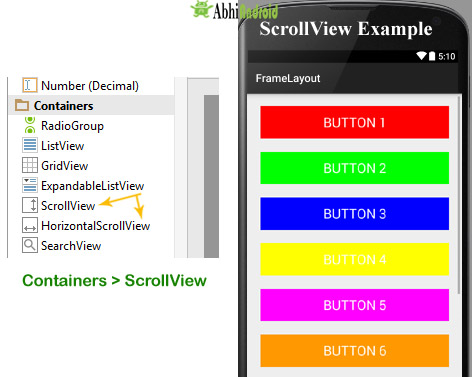 AbhiAndroid
ScrollView Example
5:10
FrameLayout
Number (Decimal)
Containers
RadioGroup
ListView
GridView
ExpandableListView
ScrollView
HorizontalScrollView
SearchView
Containers > ScrollView
BUTTON 1
BUTTON 2
BUTTON 3
BUTTON 4
BUTTON 5
BUTTON 6